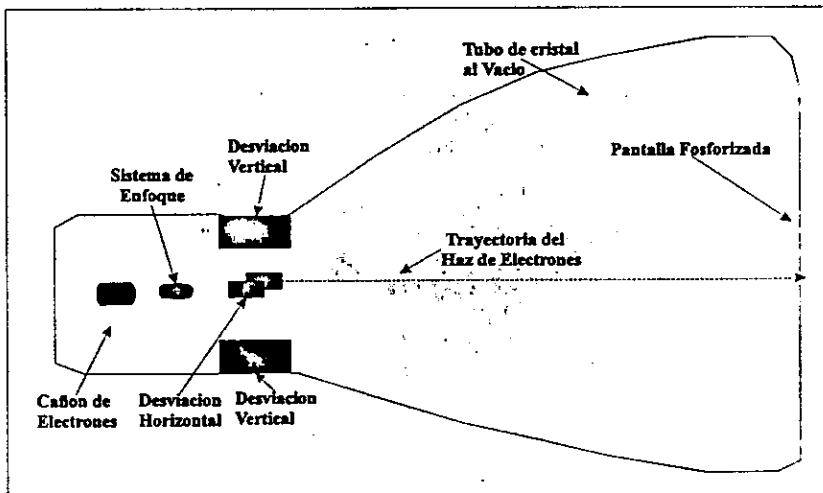 Tubo de cristal
al Vacio
Desviacion
Vertical
Pantalla Fosforizada
Sistema de
Enfoque
Trayectoria del
Haz de Electrones
Cañon de
Electrones
Desviacion
Horizontal
Desviacion
Vertical